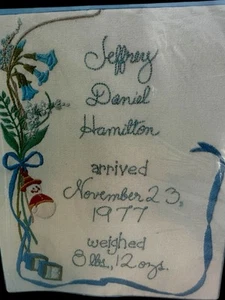 Jeffrey
Daniel
Hamilton
arrived
November 23,
1977
weighed
8 lbs., 12 ozs.